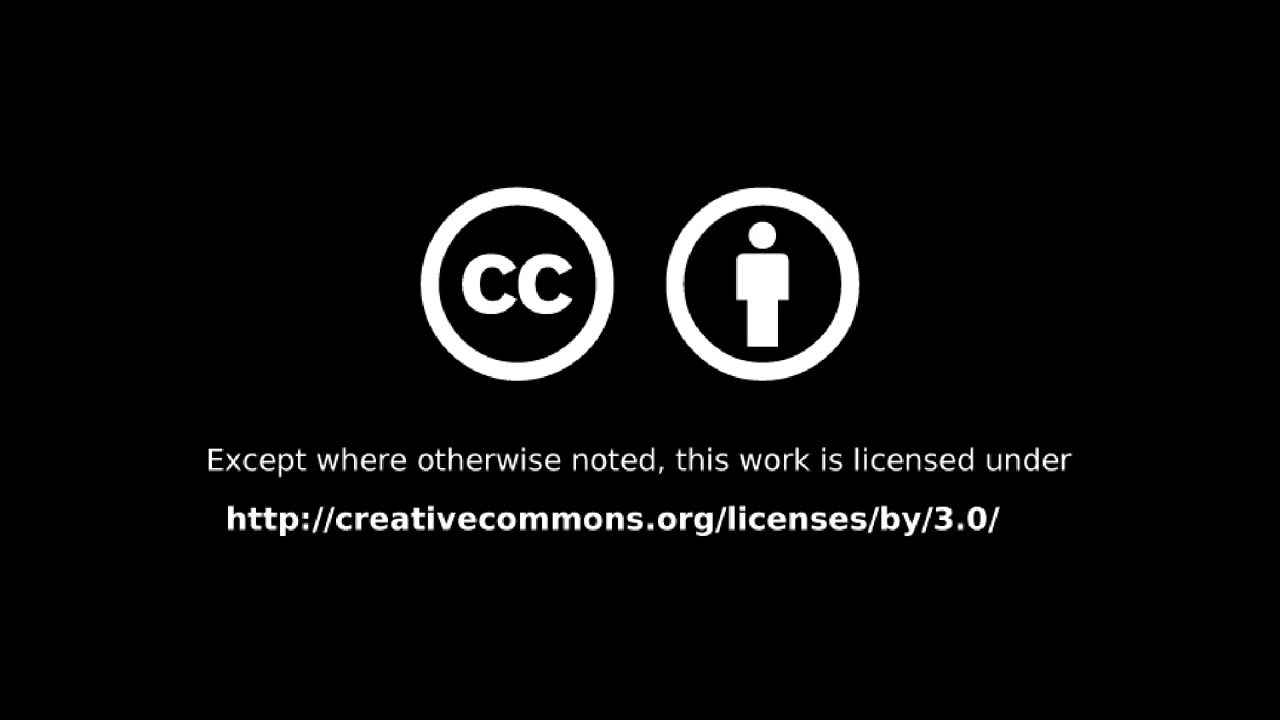 cc
Except where otherwise noted, this work is licensed under
http://creativecommons.org/licenses/by/3.0/